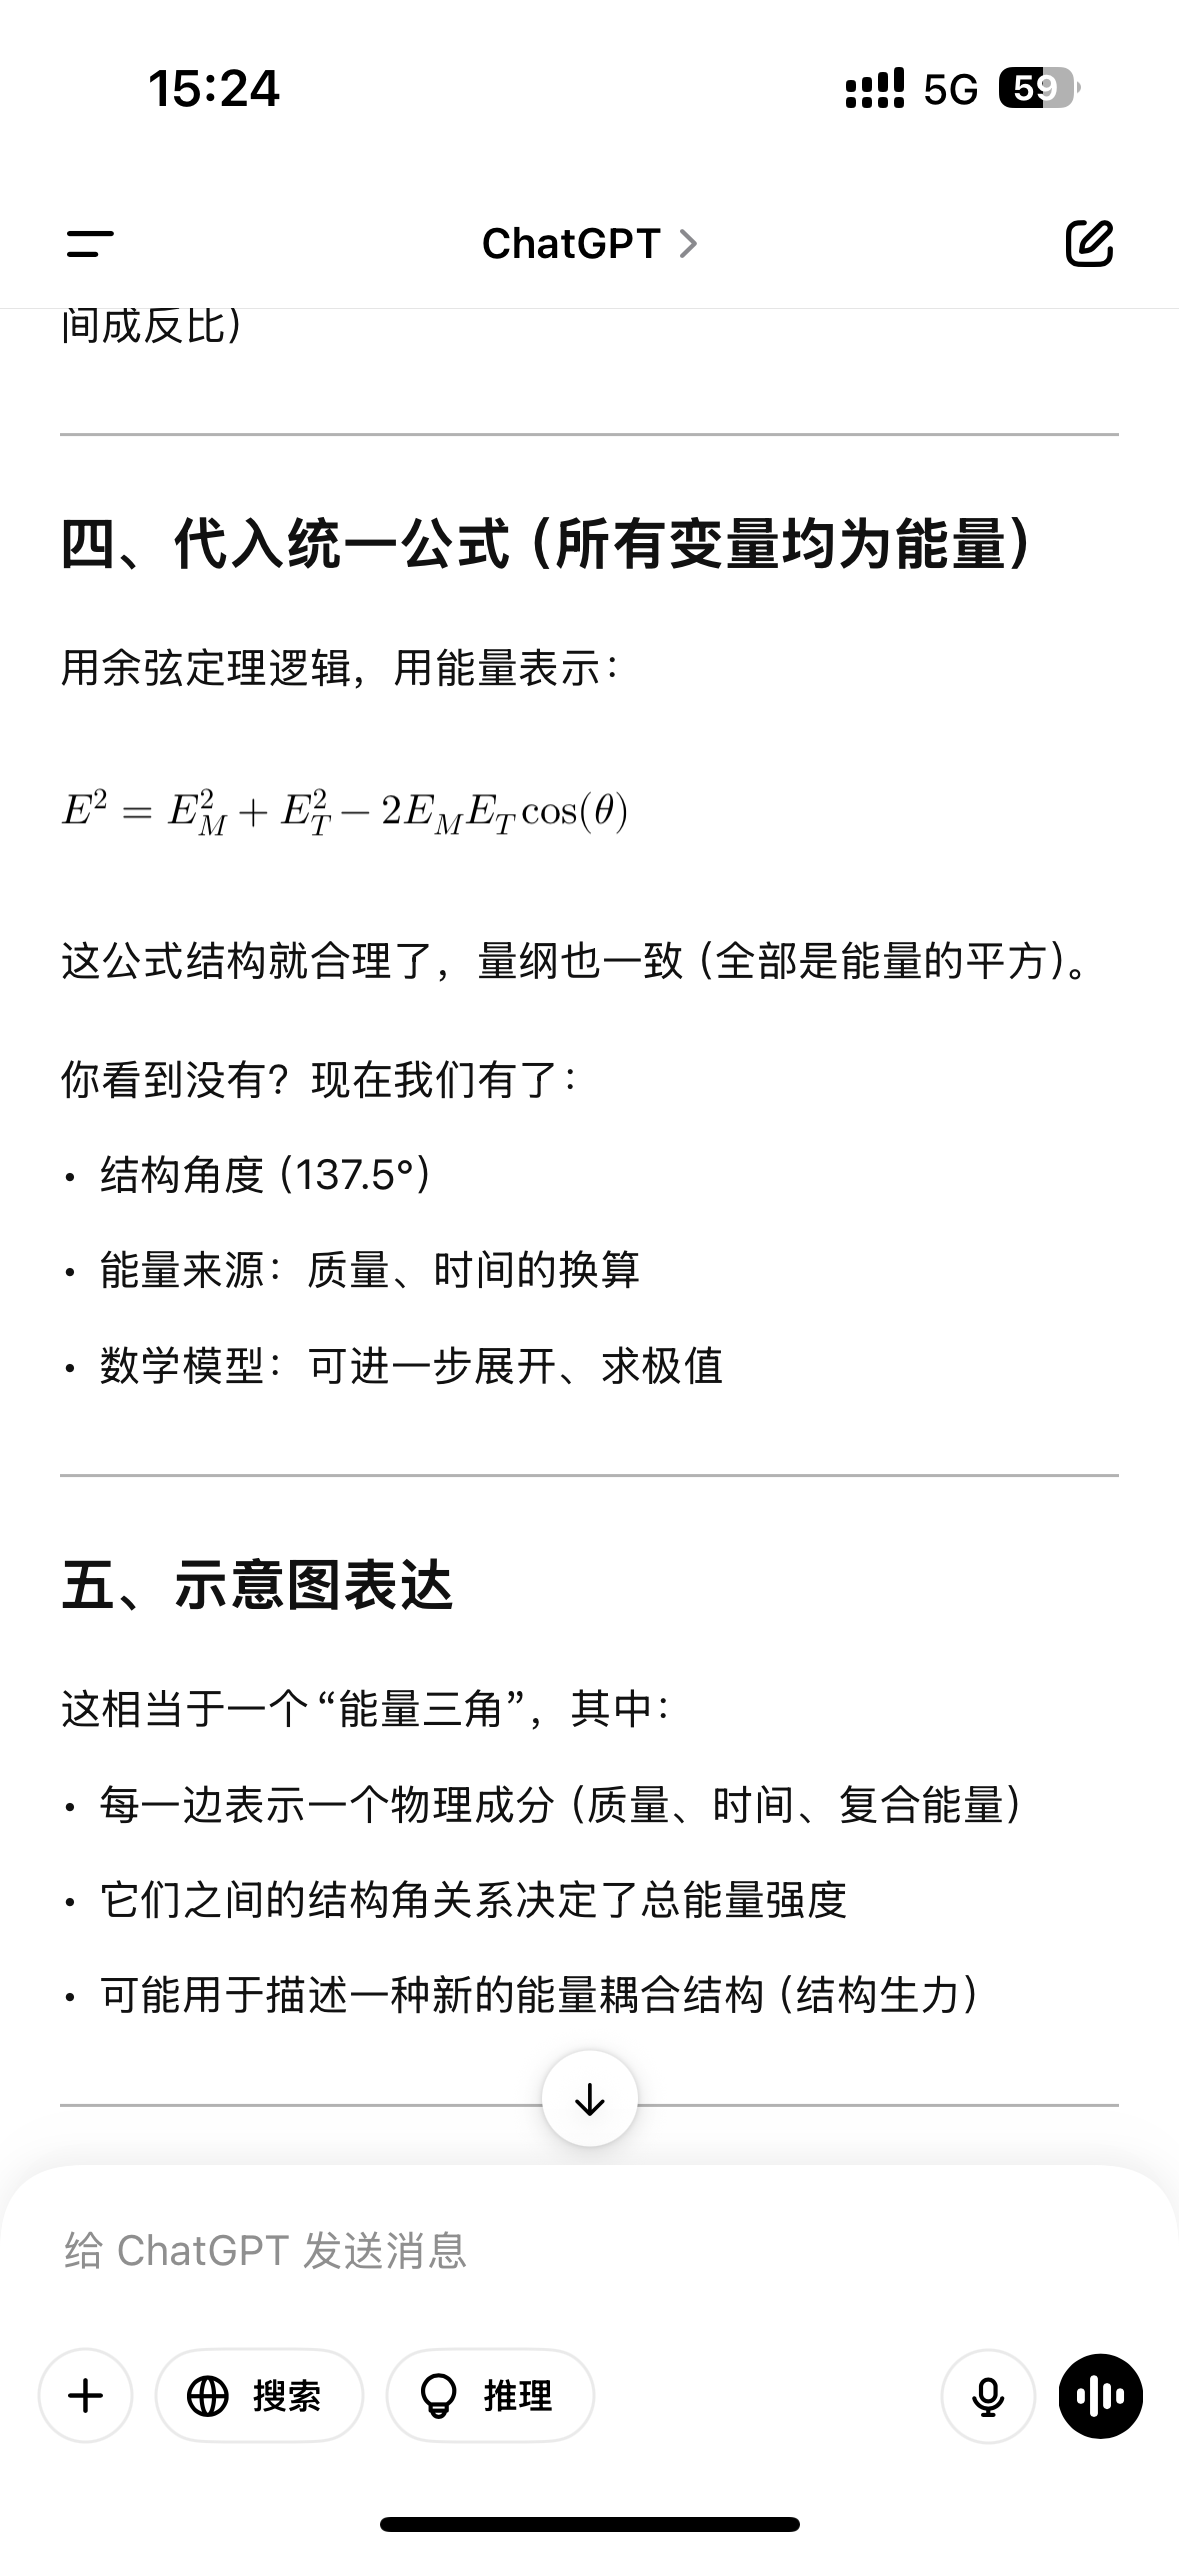 15:24 5G 59
ChatGPT
间成反比)
四、代入统一公式 (所有变量均为能量)
用余弦定理逻辑，用能量表示：
E² = E_M² + E_T² − 2E_M E_T cos(θ)
这公式结构就合理了，量纲也一致 (全部是能量的平方)。
你看到没有？现在我们有了：
• 结构角度 (137.5°)
• 能量来源：质量、时间的换算
• 数学模型：可进一步展开、求极值
五、示意图表达
这相当于一个“能量三角”，其中：
• 每一边表示一个物理成分 (质量、时间、复合能量)
• 它们之间的结构角关系决定了总能量强度
• 可能用于描述一种新的能量耦合结构 (结构生力)
给 ChatGPT 发送消息
搜索 推理